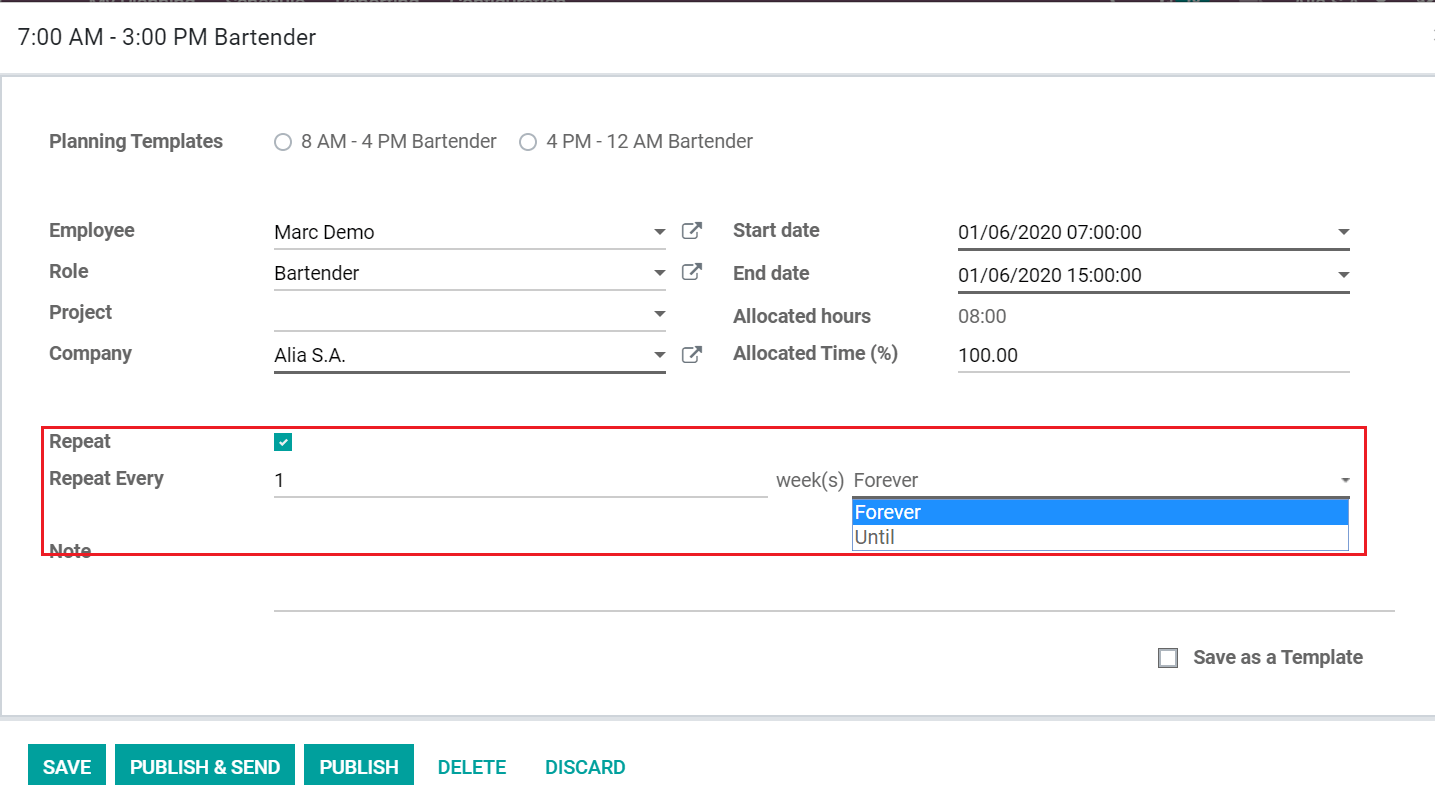 7:00 AM - 3:00 PM Bartender
Planning Templates 8 AM - 4 PM Bartender 4 PM - 12 AM Bartender
Employee Marc Demo Start date 01/06/2020 07:00:00
Role Bartender End date 01/06/2020 15:00:00
Project Allocated hours 08:00
Company Alia S.A. Allocated Time (%) 100.00
Repeat
Repeat Every 1 week(s) Forever
Forever
Until
Note
Save as a Template
SAVE PUBLISH & SEND PUBLISH DELETE DISCARD